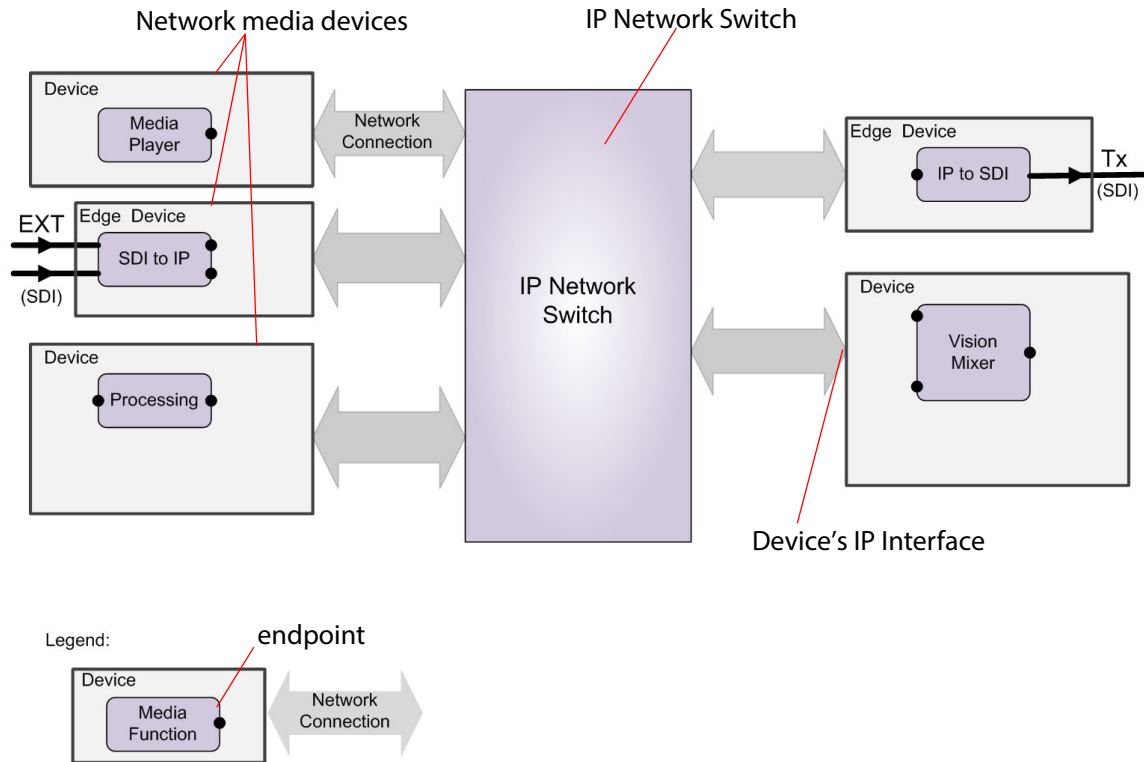 Network media devices
IP Network Switch
Device
Media
Player
Network
Connection
Edge Device
IP to SDI
Tx
(SDI)
EXT
(SDI)
Edge Device
SDI to IP
IP Network
Switch
Device
Vision
Mixer
Device
Processing
Device's IP Interface
Legend:
endpoint
Device
Media
Function
Network
Connection